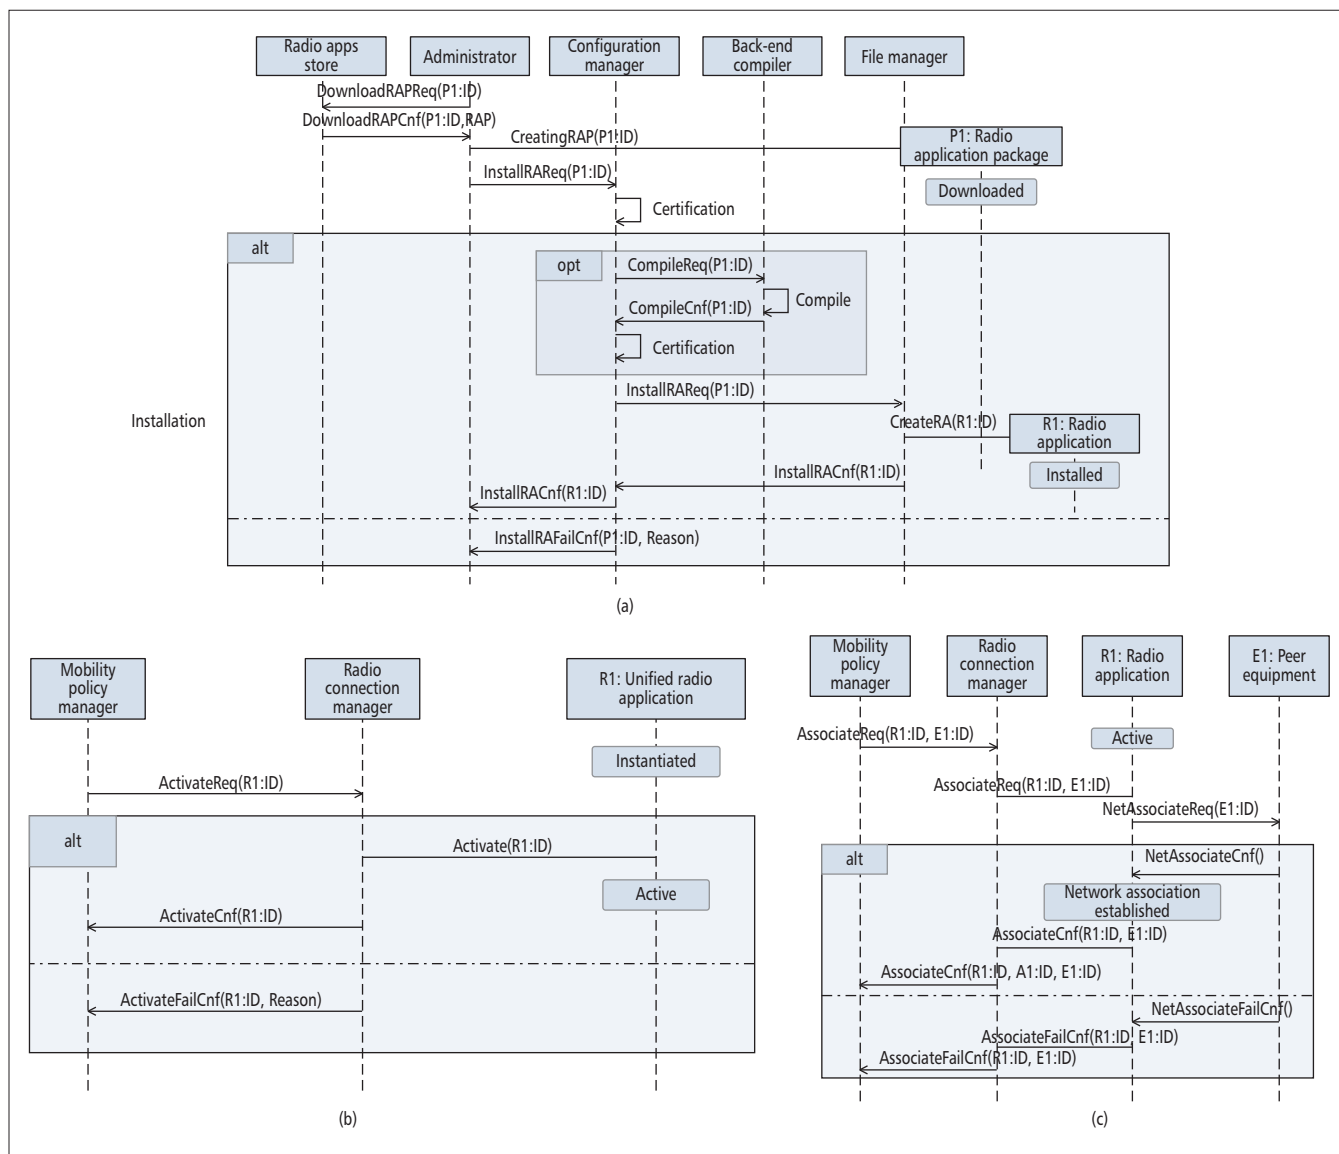 Radio apps
store
Administrator
Configuration
manager
Back-end
compiler
File manager
DownloadRAPReq(P1:ID)
DownloadRAPCnf(P1:ID,RAP)
CreatingRAP(P1:ID)
P1: Radio
application package
InstallRAReq(P1:ID)
Downloaded
Certification
alt
opt
CompileReq(P1:ID)
Compile
CompileCnf(P1:ID)
Certification
InstallRAReq(P1:ID)
Installation
CreateRA(R1:ID)
R1: Radio
application
InstallRACnf(R1:ID)
Installed
InstallRACnf(R1:ID)
InstallRAFailCnf(P1:ID, Reason)
(a)
Mobility
policy
manager
Radio
connection
manager
R1: Unified radio
application
Instantiated
ActivateReq(R1:ID)
alt
Activate(R1:ID)
Active
ActivateCnf(R1:ID)
ActivateFailCnf(R1:ID, Reason)
(b)
Mobility
policy
manager
Radio
connection
manager
R1: Radio
application
E1: Peer
equipment
AssociateReq(R1:ID, E1:ID)
Active
AssociateReq(R1:ID, E1:ID)
NetAssociateReq(E1:ID)
alt
NetAssociateCnf()
Network association
established
AssociateCnf(R1:ID, E1:ID)
AssociateCnf(R1:ID, A1:ID, E1:ID)
NetAssociateFailCnf()
AssociateFailCnf(R1:ID, E1:ID)
AssociateFailCnf(R1:ID, E1:ID)
(c)